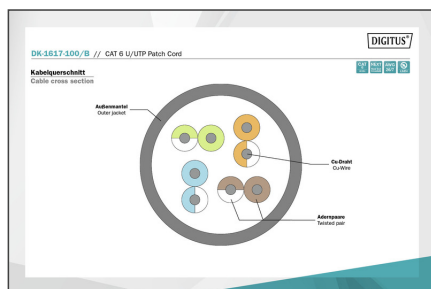 DIGITUS®
DK-1617-100/B // CAT 6 U/UTP Patch Cord
Kabelquerschnitt
Cable cross section
Außenmantel
Outer jacket
Cu-Draht
Cu-Wire
Adernpaare
Twisted pair